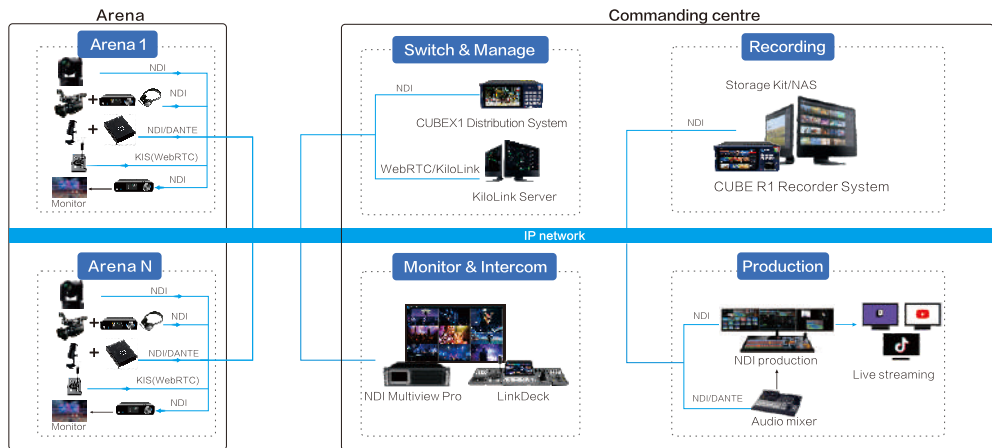 Arena
Commanding centre
Arena 1
NDI
NDI
NDI/DANTE
KIS(WebRTC)
NDI
Monitor
Switch & Manage
NDI
CUBEX1 Distribution System
WebRTC/KiloLink
KiloLink Server
Recording
Storage Kit/NAS
NDI
CUBE R1 Recorder System
IP network
Arena N
NDI
NDI
NDI/DANTE
KIS(WebRTC)
NDI
Monitor
Monitor & Intercom
NDI Multiview Pro
LinkDeck
Production
NDI
NDI production
Live streaming
NDI/DANTE
Audio mixer